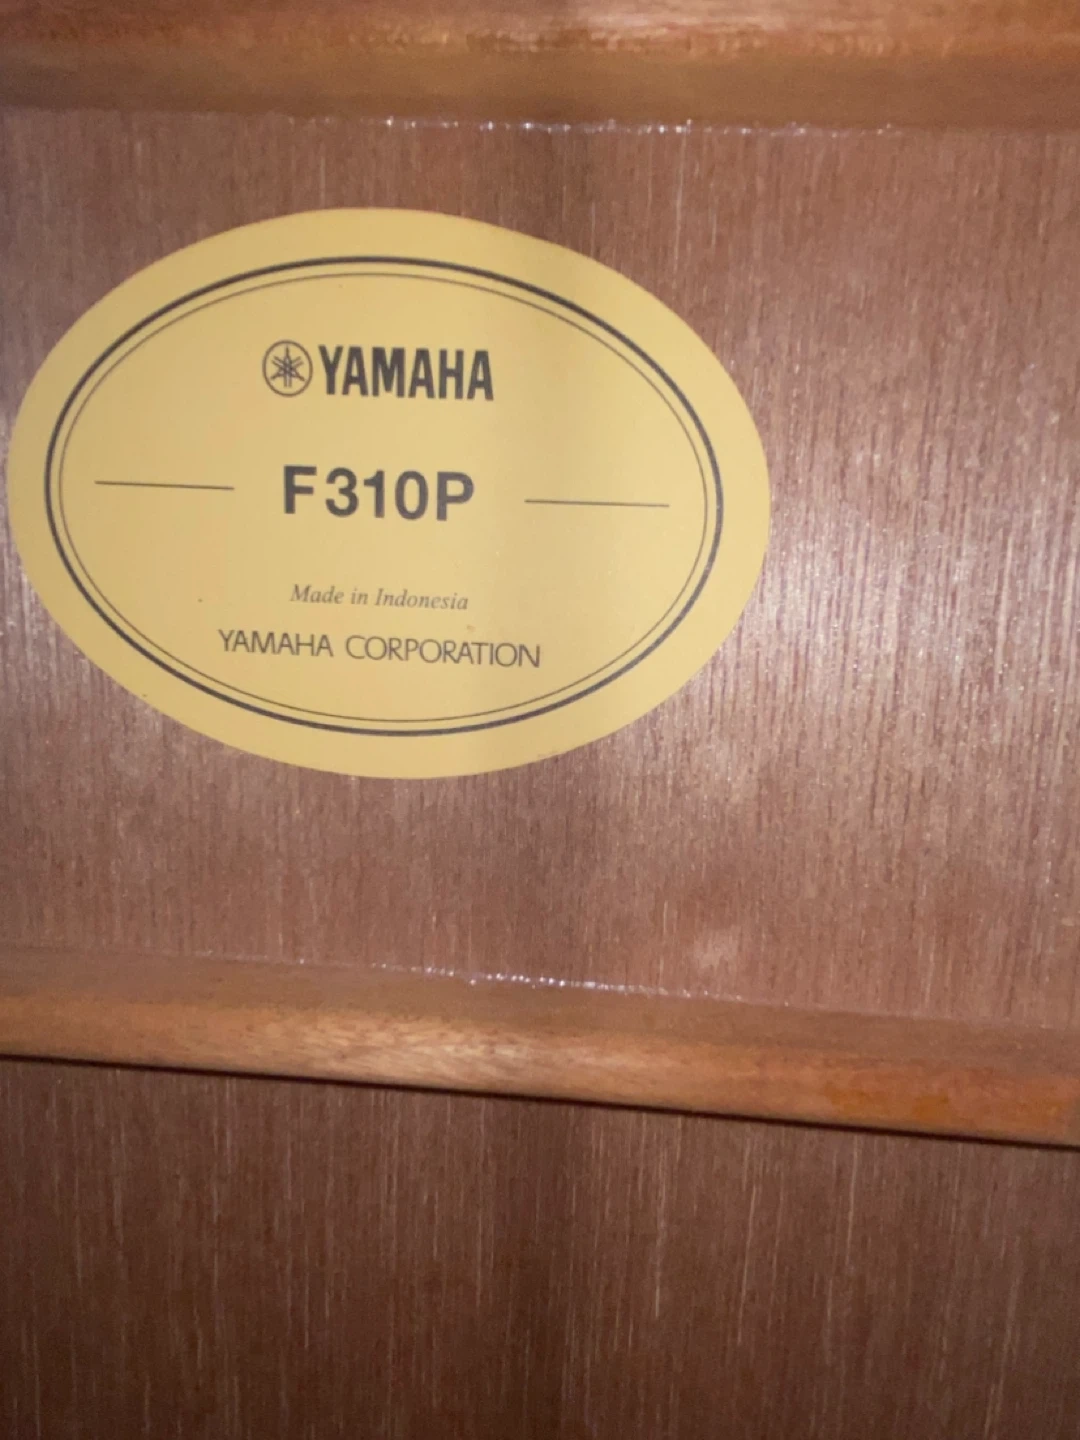 YAMAHA
F310P
Made in Indonesia
YAMAHA CORPORATION